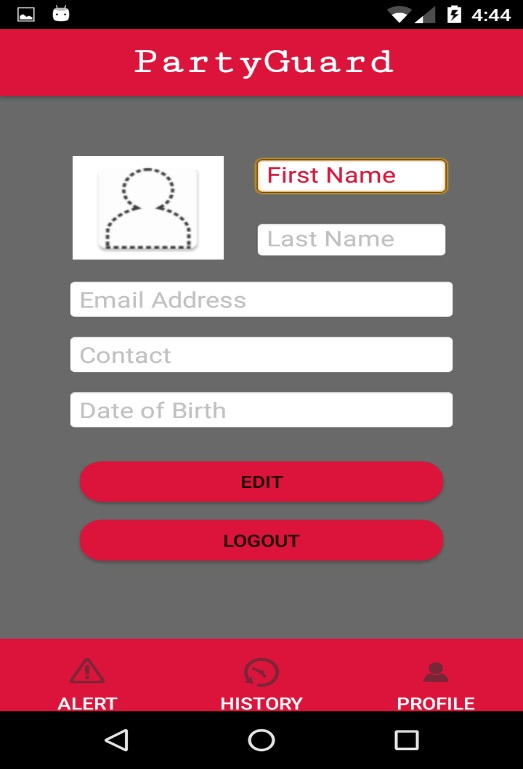 4:44
PartyGuard
First Name
Last Name
Email Address
Contact
Date of Birth
EDIT
LOGOUT
ALERT HISTORY PROFILE